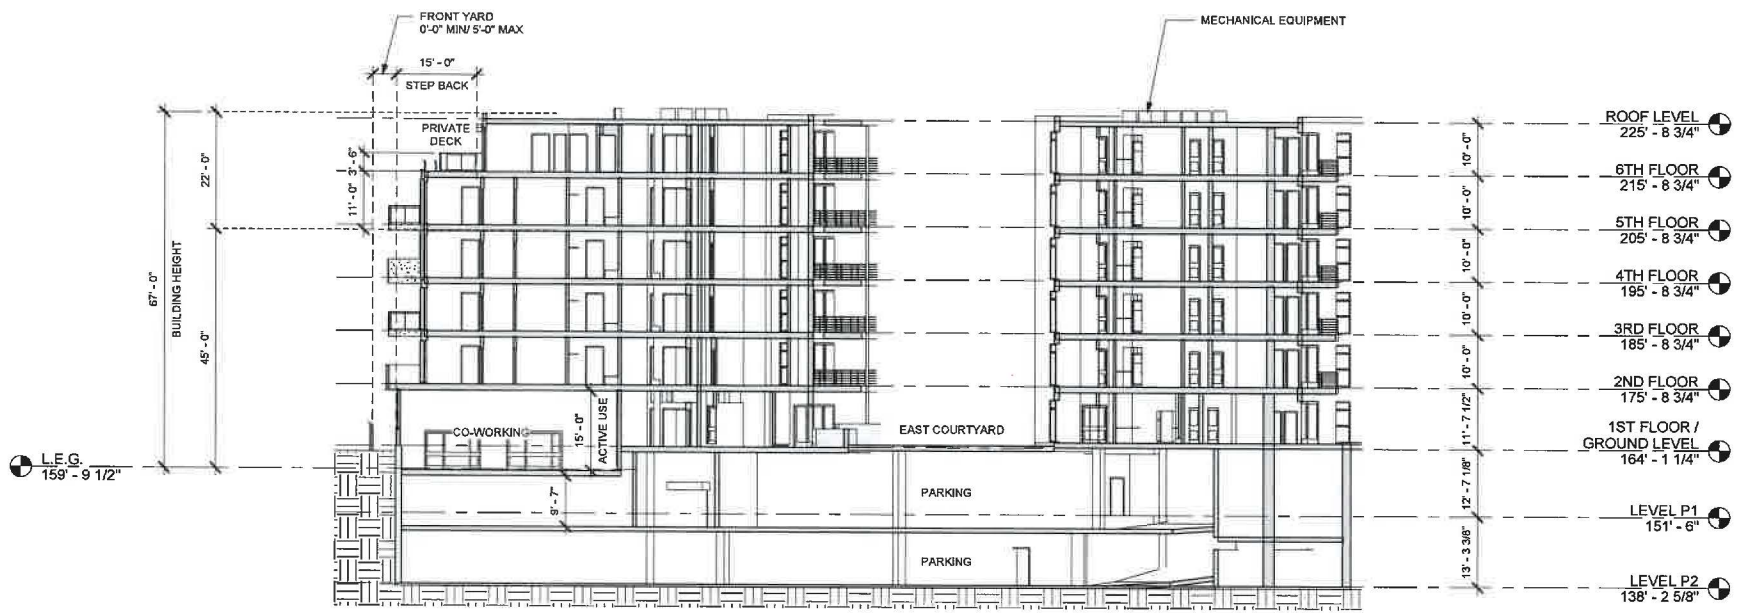 FRONT YARD
0'-0" MIN/ 5'-0" MAX
MECHANICAL EQUIPMENT
15' - 0"
STEP BACK
PRIVATE
DECK
3' - 6"
22' - 0"
11' - 0"
67' - 0"
BUILDING HEIGHT
45' - 0"
CO-WORKING
15' - 0"
ACTIVE USE
EAST COURTYARD
L.E.G.
159' - 9 1/2"
9' - 7"
PARKING
PARKING
10' - 0"
10' - 0"
10' - 0"
10' - 0"
10' - 0"
11' - 7 1/2"
12' - 7 1/8"
13' - 3 3/8"
ROOF LEVEL
225' - 8 3/4"
6TH FLOOR
215' - 8 3/4"
5TH FLOOR
205' - 8 3/4"
4TH FLOOR
195' - 8 3/4"
3RD FLOOR
185' - 8 3/4"
2ND FLOOR
175' - 8 3/4"
1ST FLOOR /
GROUND LEVEL
164' - 1 1/4"
LEVEL P1
151' - 6"
LEVEL P2
138' - 2 5/8"